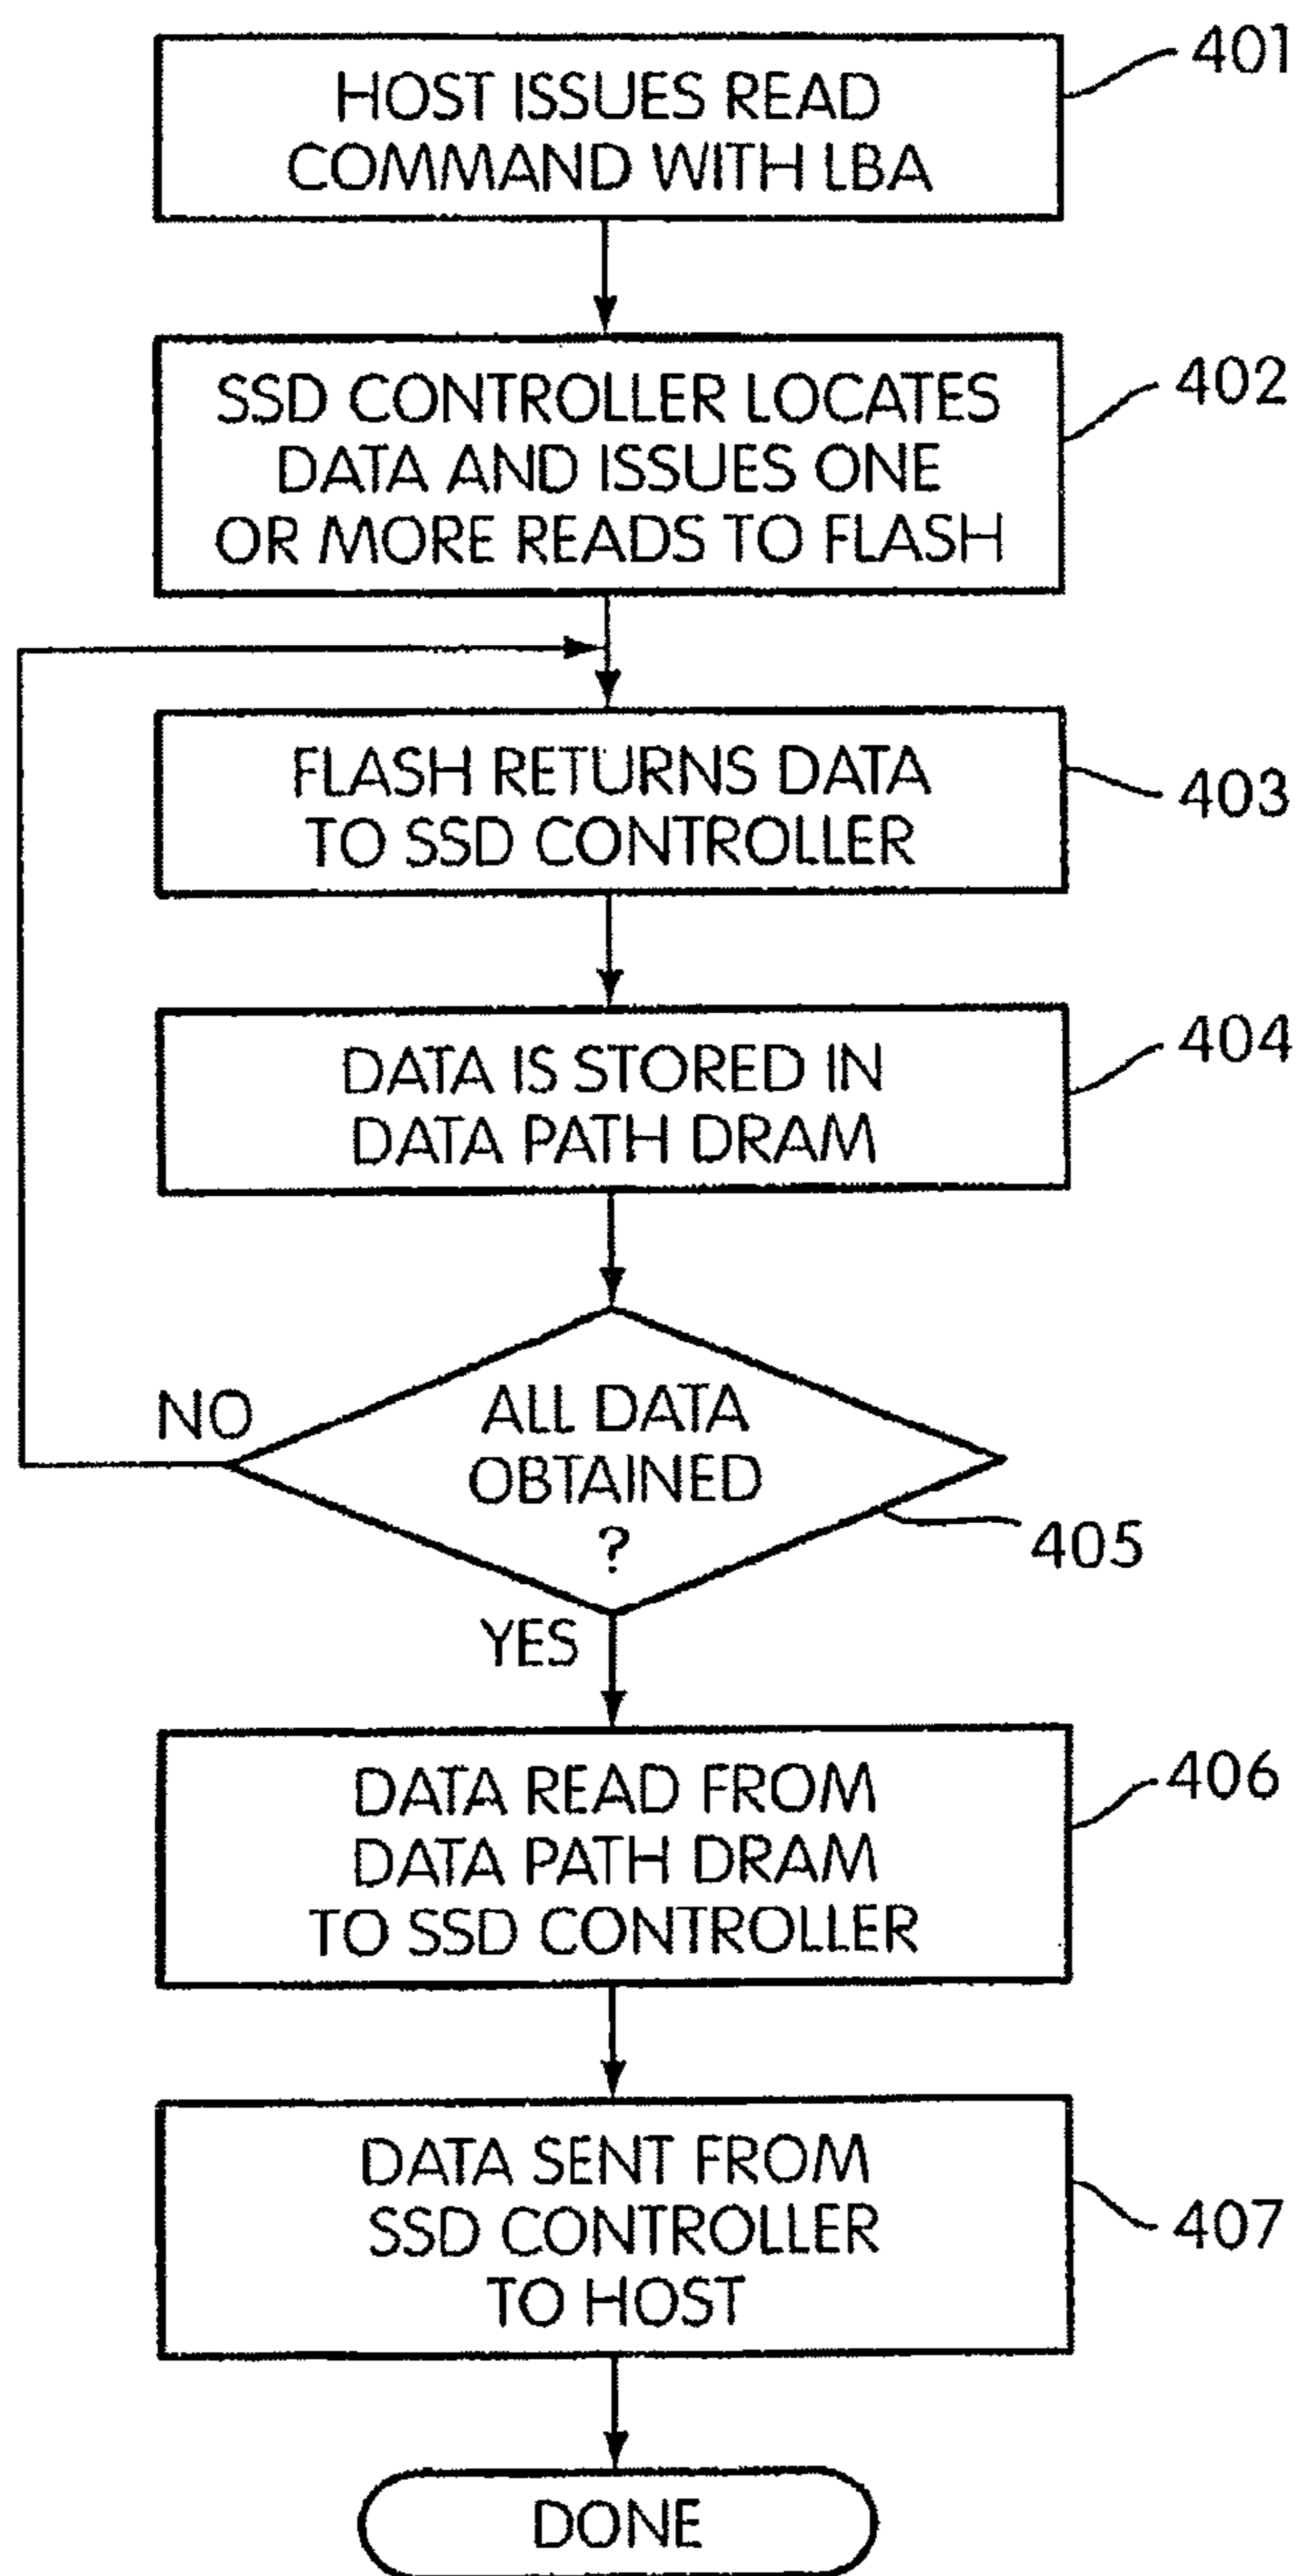 HOST ISSUES READ
COMMAND WITH LBA
401
SSD CONTROLLER LOCATES
DATA AND ISSUES ONE
OR MORE READS TO FLASH
402
FLASH RETURNS DATA
TO SSD CONTROLLER
403
DATA IS STORED IN
DATA PATH DRAM
404
ALL DATA
OBTAINED
?
NO
405
YES
DATA READ FROM
DATA PATH DRAM
TO SSD CONTROLLER
406
DATA SENT FROM
SSD CONTROLLER
TO HOST
407
DONE